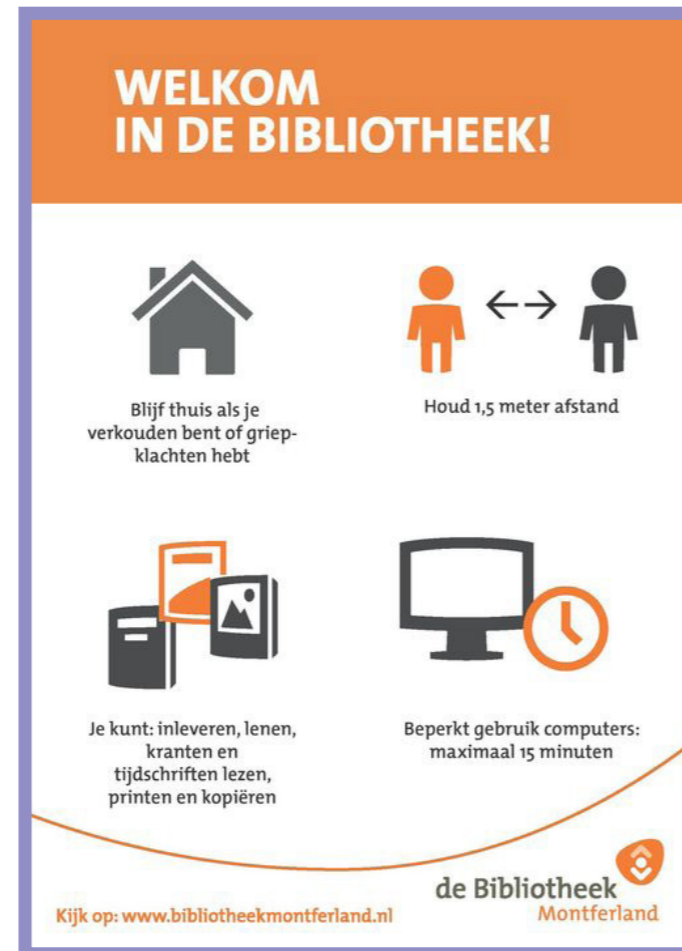 WELKOM
IN DE BIBLIOTHEEK!
Blijf thuis als je
verkouden bent of griep-
klachten hebt
Houd 1,5 meter afstand
Je kunt: inleveren, lenen,
kranten en
tijdschriften lezen,
printen en kopiëren
Beperkt gebruik computers:
maximaal 15 minuten
Kijk op: www.bibliotheekmontferland.nl
de Bibliotheek
Montferland